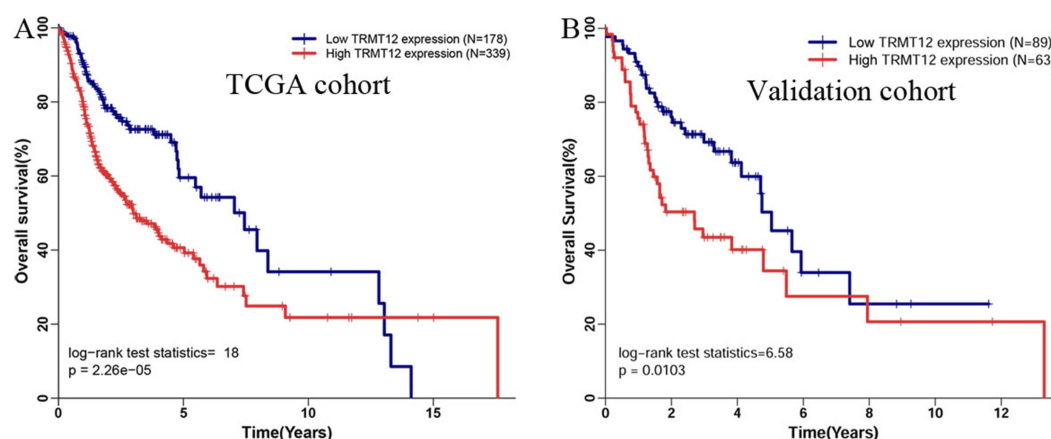 A
Low TRMT12 expression (N=178)
High TRMT12 expression (N=339)
TCGA cohort
Overall survival(%)
100
80
60
40
20
0
log−rank test statistics= 18
p = 2.26e−05
0 5 10 15
Time(Years)
B
Low TRMT12 expression (N=89)
High TRMT12 expression (N=63
Validation cohort
Overall Survival(%)
100
80
60
40
20
0
log−rank test statistics=6.58
p = 0.0103
0 2 4 6 8 10 12
Time(Years)